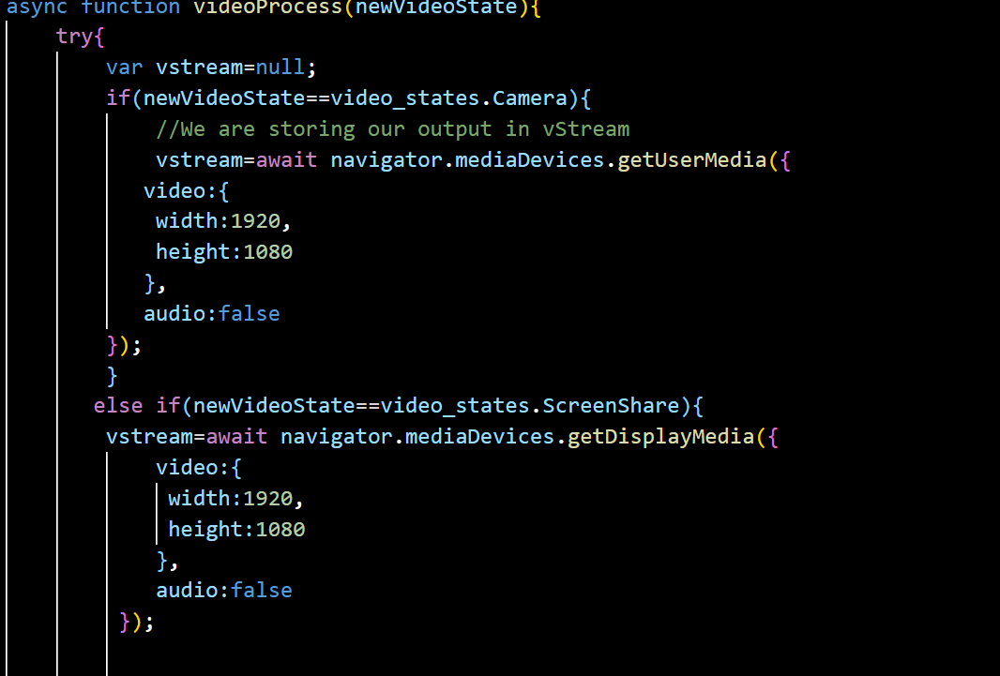 async function videoProcess(newVideoState){
try{
var vstream=null;
if(newVideoState==video_states.Camera){
//We are storing our output in vStream
vstream=await navigator.mediaDevices.getUserMedia({
video:{
width:1920,
height:1080
},
audio:false
});
}
else if(newVideoState==video_states.ScreenShare){
vstream=await navigator.mediaDevices.getDisplayMedia({
video:{
width:1920,
height:1080
},
audio:false
});